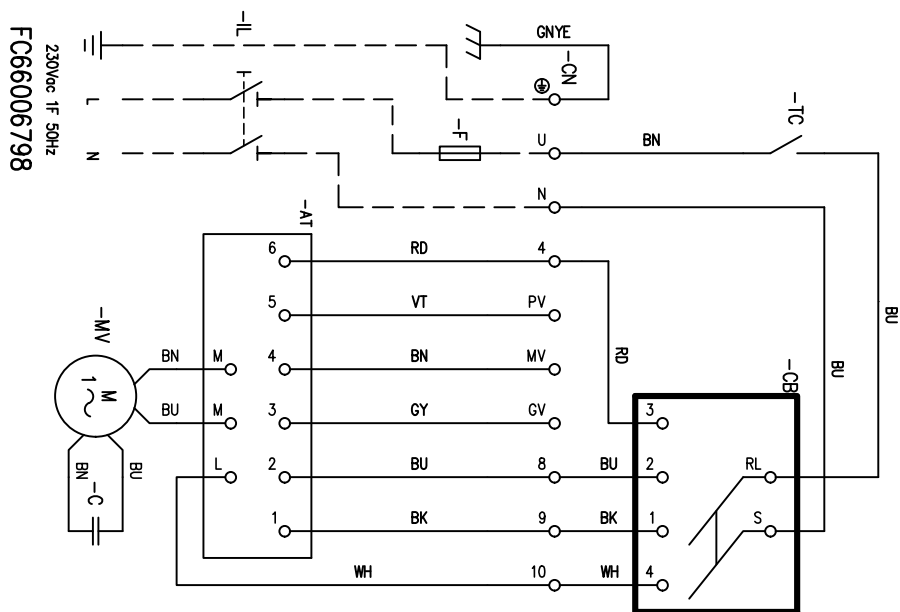 -IL
GNYE
-CN
230Vac 1F 50Hz
FC66006798
L
N
-F
U
BN
-TC
N
-AT
6
RD
4
5
VT
PV
BU
-MV
BN
M
4
BN
MV
RD
BU
-CB
M
1
BU
M
3
GY
GV
3
L
2
BU
8
BU
2
RL
BN
-C
BU
1
BK
9
BK
1
S
WH
10
WH
4